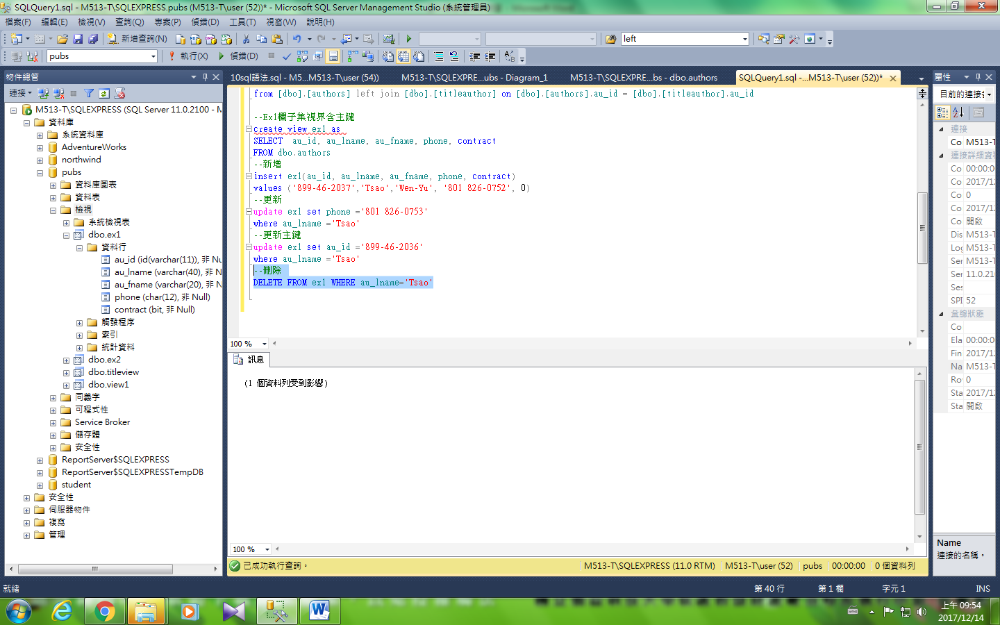 SQLQuery1.sql - M513-T\SQLEXPRESS.pubs (M513-T\user (52))* - Microsoft SQL Server Management Studio (系統管理員)
檔案(F) 編輯(E) 檢視(V) 查詢(Q) 專案(P) 偵錯(D) 工具(T) 視窗(W) 說明(H)
新增查詢(N) left
pubs 執行(X) 偵錯(D)
物件總管
連接
M513-T\SQLEXPRESS (SQL Server 11.0.2100 - M
資料庫
系統資料庫
AdventureWorks
northwind
pubs
資料庫圖表
資料表
檢視
系統檢視表
dbo.ex1
資料行
au_id (id(varchar(11)), 非 Nu
au_lname (varchar(40), 非 N
au_fname (varchar(20), 非 N
phone (char(12), 非 Null)
contract (bit, 非 Null)
觸發程序
索引
統計資料
dbo.ex2
dbo.titleview
dbo.view1
同義字
可程式性
Service Broker
儲存體
安全性
ReportServer$SQLEXPRESS
ReportServer$SQLEXPRESSTempDB
student
安全性
伺服器物件
複寫
管理
10sql語法.sql - M5...M513-T\user (54)) M513-T\SQLEXPRE...ubs - Diagram_1 M513-T\SQLEXPRE...bs - dbo.authors SQLQuery1.sql -...M513-T\user (52))*
from [dbo].[authors] left join [dbo].[titleauthor] on [dbo].[authors].au_id = [dbo].[titleauthor].au_id
--Ex1欄子集視界含主鍵
create view ex1 as
SELECT  au_id, au_lname, au_fname, phone, contract
FROM dbo.authors
--新增
insert ex1(au_id, au_lname, au_fname, phone, contract)
values ('899-46-2037','Tsao','Wen-Yu', '801 826-0752', 0)
--更新
update ex1 set phone ='801 826-0753'
where au_lname ='Tsao'
--更新主鍵
update ex1 set au_id ='899-46-2036'
where au_lname ='Tsao'
--刪除
DELETE FROM ex1 WHERE au_lname='Tsao'
100 %
訊息
(1 個資料列受到影響)
100 %
已成功執行查詢。 M513-T\SQLEXPRESS (11.0 RTM) M513-T\user (52) pubs 00:00:00 0 個資料列
屬性
目前的連接
連接
Co M513-T
連接詳細資
Co 00:00:0
Co 2017/12
Co 0
Co 2017/12
Co 開啟
Dis M513-T
Log M513-T
Ser M513-T
Ser 11.0.21
Ses
SPI 52
彙總狀態
Co
Ela 00:00:0
Fin 2017/12
Na M513-T
Ro 0
Sta 2017/12
Sta 開啟
Name
連接的名稱。
就緒 第 40 行 第 1 欄 字元 1 INS
上午 09:54
2017/12/14